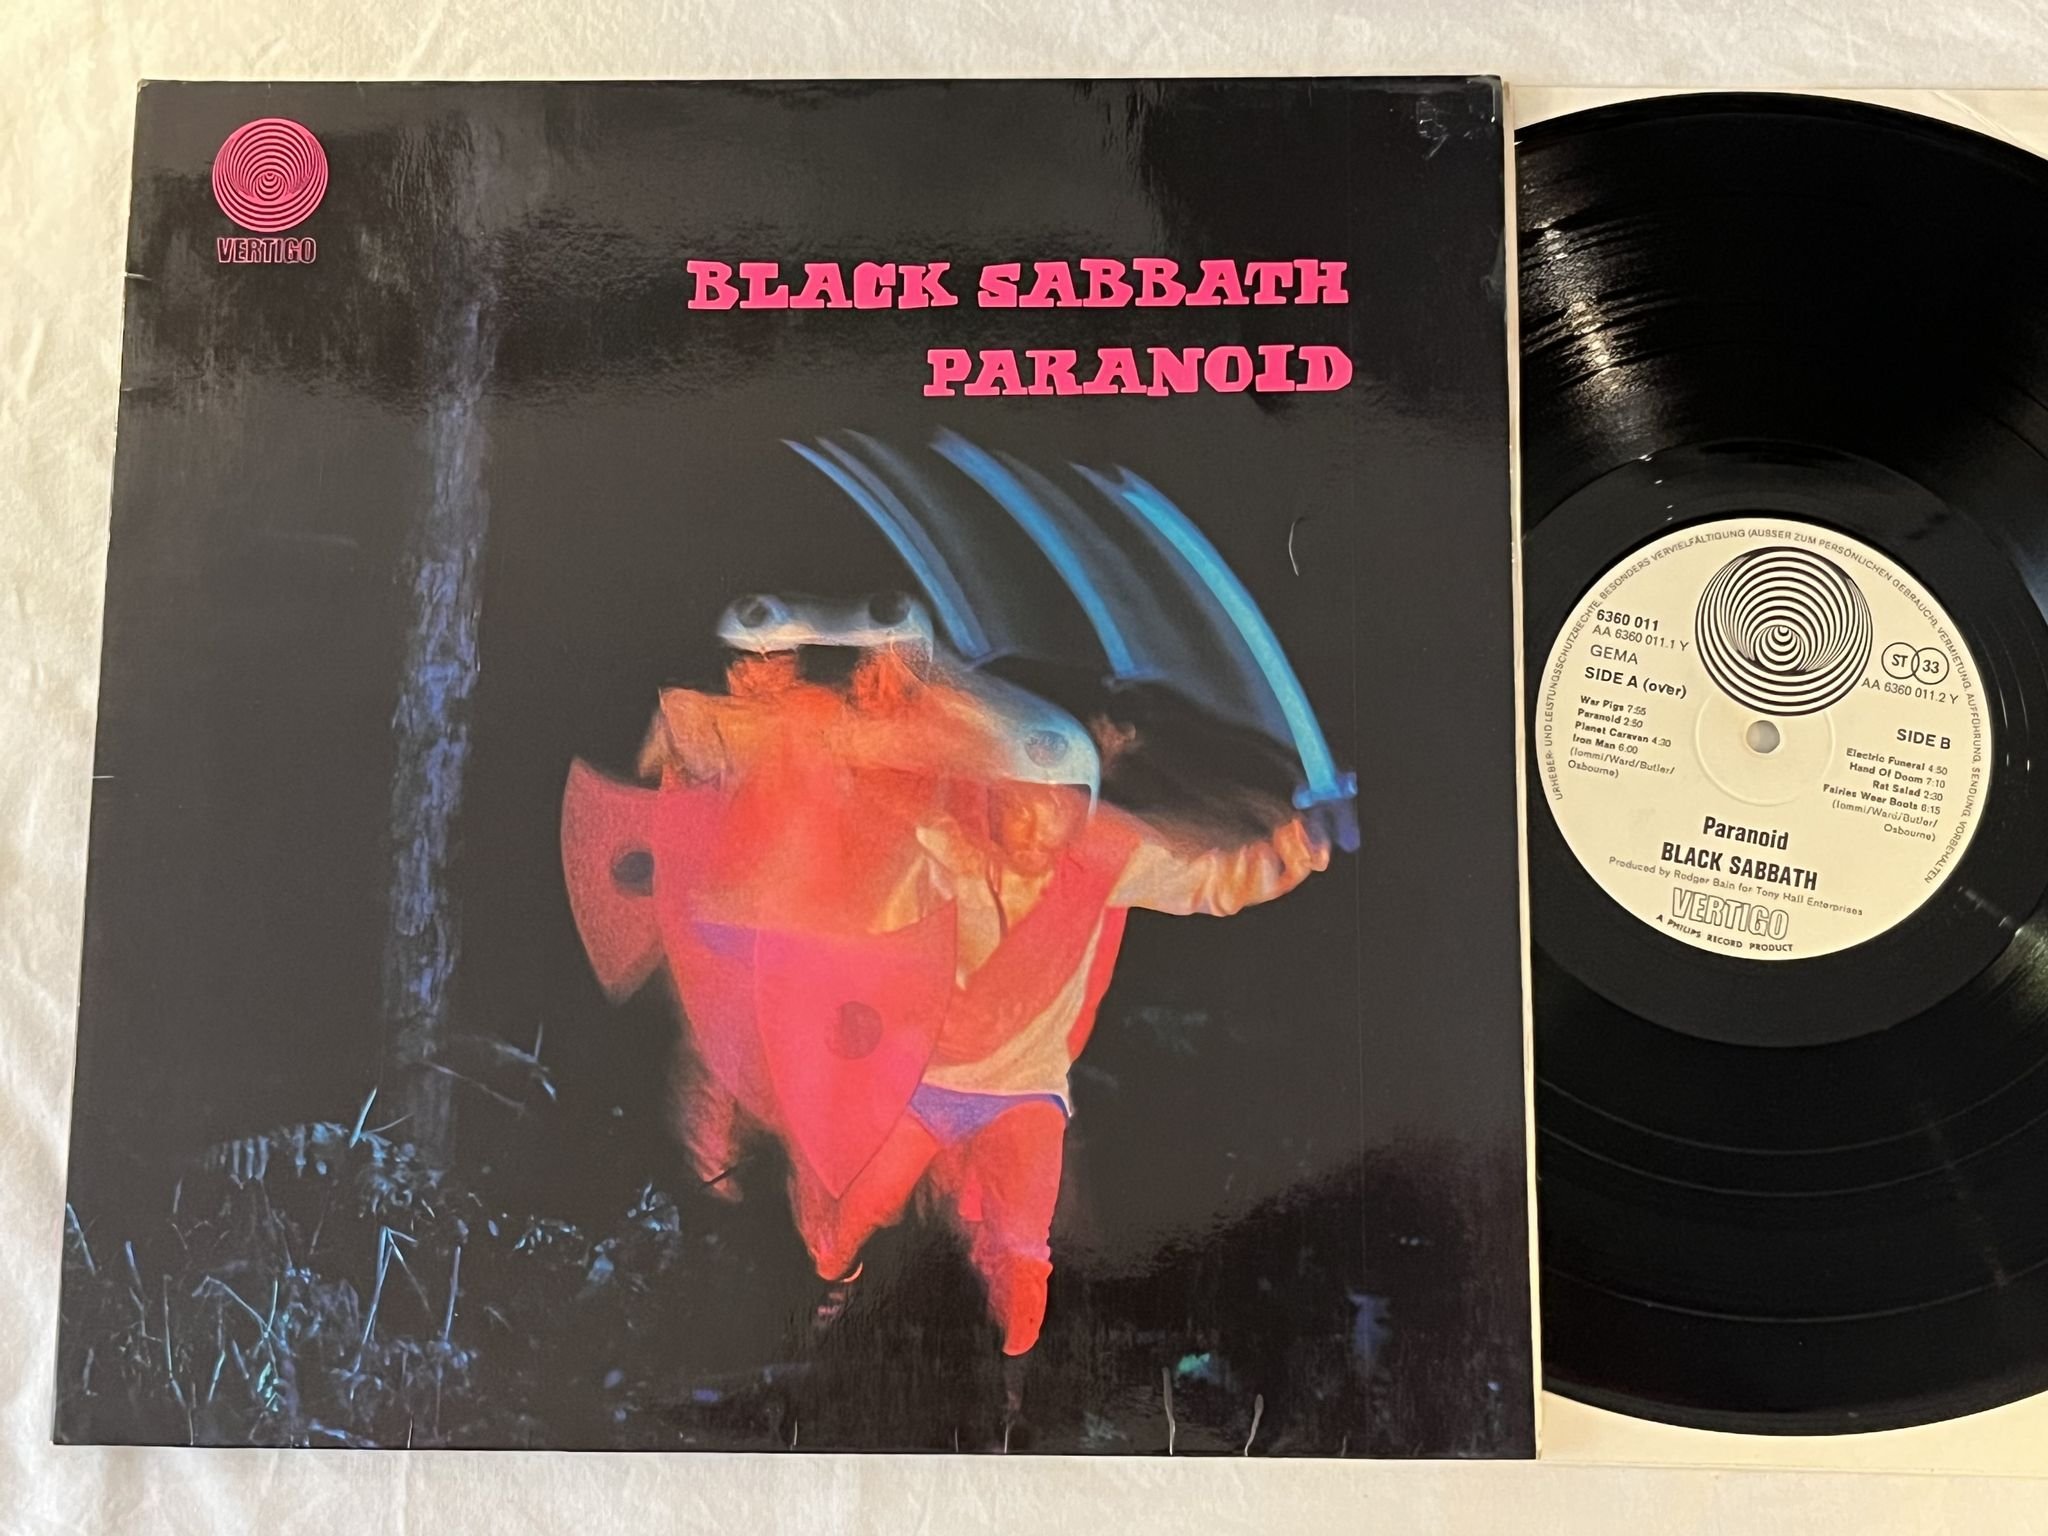 VERTIGO
BLACK SABBATH
PARANOID
URHEBER- UND LEISTUNGSSCHUTZRECHTE, BESONDERS VERVIELFÄLTIGUNG (AUSSER ZUM PERSÖNLICHEN GEBRAUCH), VERMIETUNG, AUFFÜHRUNG, SENDUNG, VORBEHALTEN
6360 011
AA 6360 011.1 Y
GEMA
SIDE A (over)
War Pigs 7:55
Paranoid 2:50
Planet Caravan 4:30
Iron Man 6:00
(Iommi/Ward/Butler/
Osbourne)
ST 33
AA 6360 011.2 Y
SIDE B
Electric Funeral 4:50
Hand Of Doom 7:10
Rat Salad 2:30
Fairies Wear Boots 6:15
(Iommi/Ward/Butler/
Osbourne)
Paranoid
BLACK SABBATH
Produced by Rodger Bain for Tony Hall Enterprises
VERTIGO
A PHILIPS RECORD PRODUCT